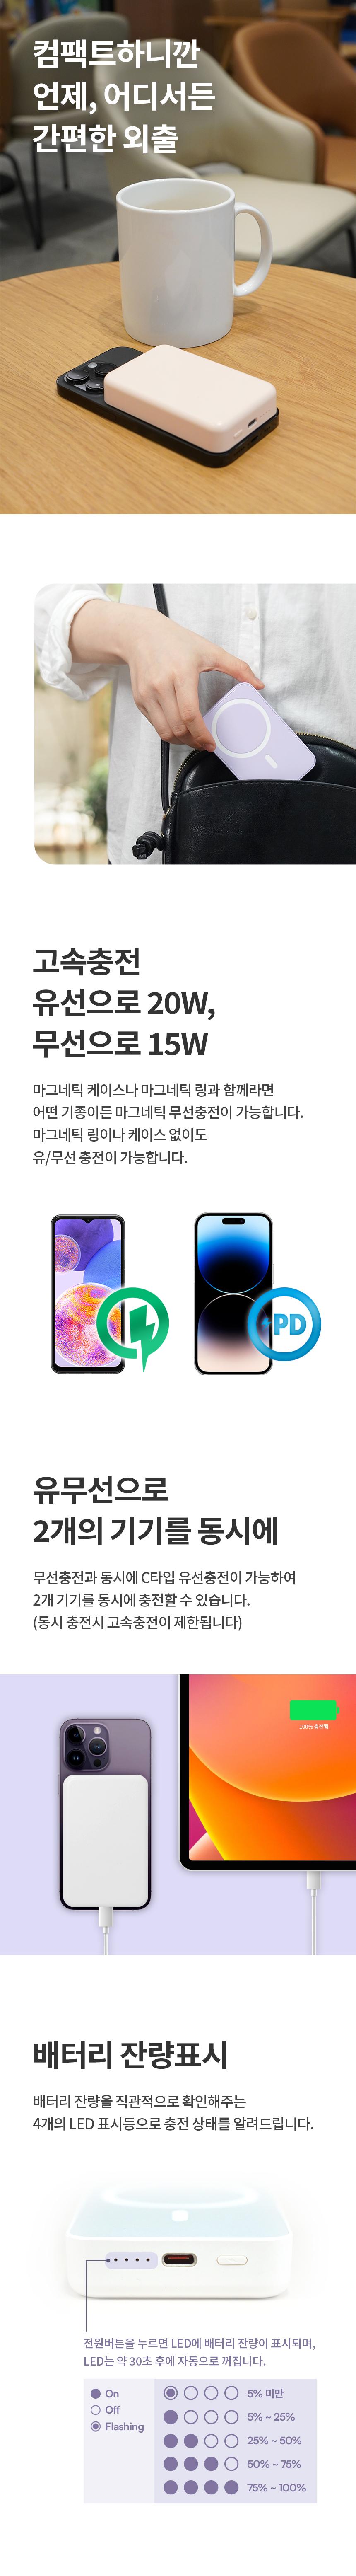 컴팩트하니깐
언제, 어디서든
간편한 외출
고속충전
유선으로 20W,
무선으로 15W
마그네틱 케이스나 마그네틱 링과 함께라면
어떤 기종이든 마그네틱 무선충전이 가능합니다.
마그네틱 링이나 케이스 없이도
유/무선 충전이 가능합니다.
PD
유무선으로
2개의 기기를 동시에
무선충전과 동시에 C타입 유선충전이 가능하여
2개 기기를 동시에 충전할 수 있습니다.
(동시 충전시 고속충전이 제한됩니다)
100% 충전됨
배터리 잔량표시
배터리 잔량을 직관적으로 확인해주는
4개의 LED 표시등으로 충전 상태를 알려드립니다.
전원버튼을 누르면 LED에 배터리 잔량이 표시되며,
LED는 약 30초 후에 자동으로 꺼집니다.
On
Off
Flashing
5% 미만
5% ~ 25%
25% ~ 50%
50% ~ 75%
75% ~ 100%